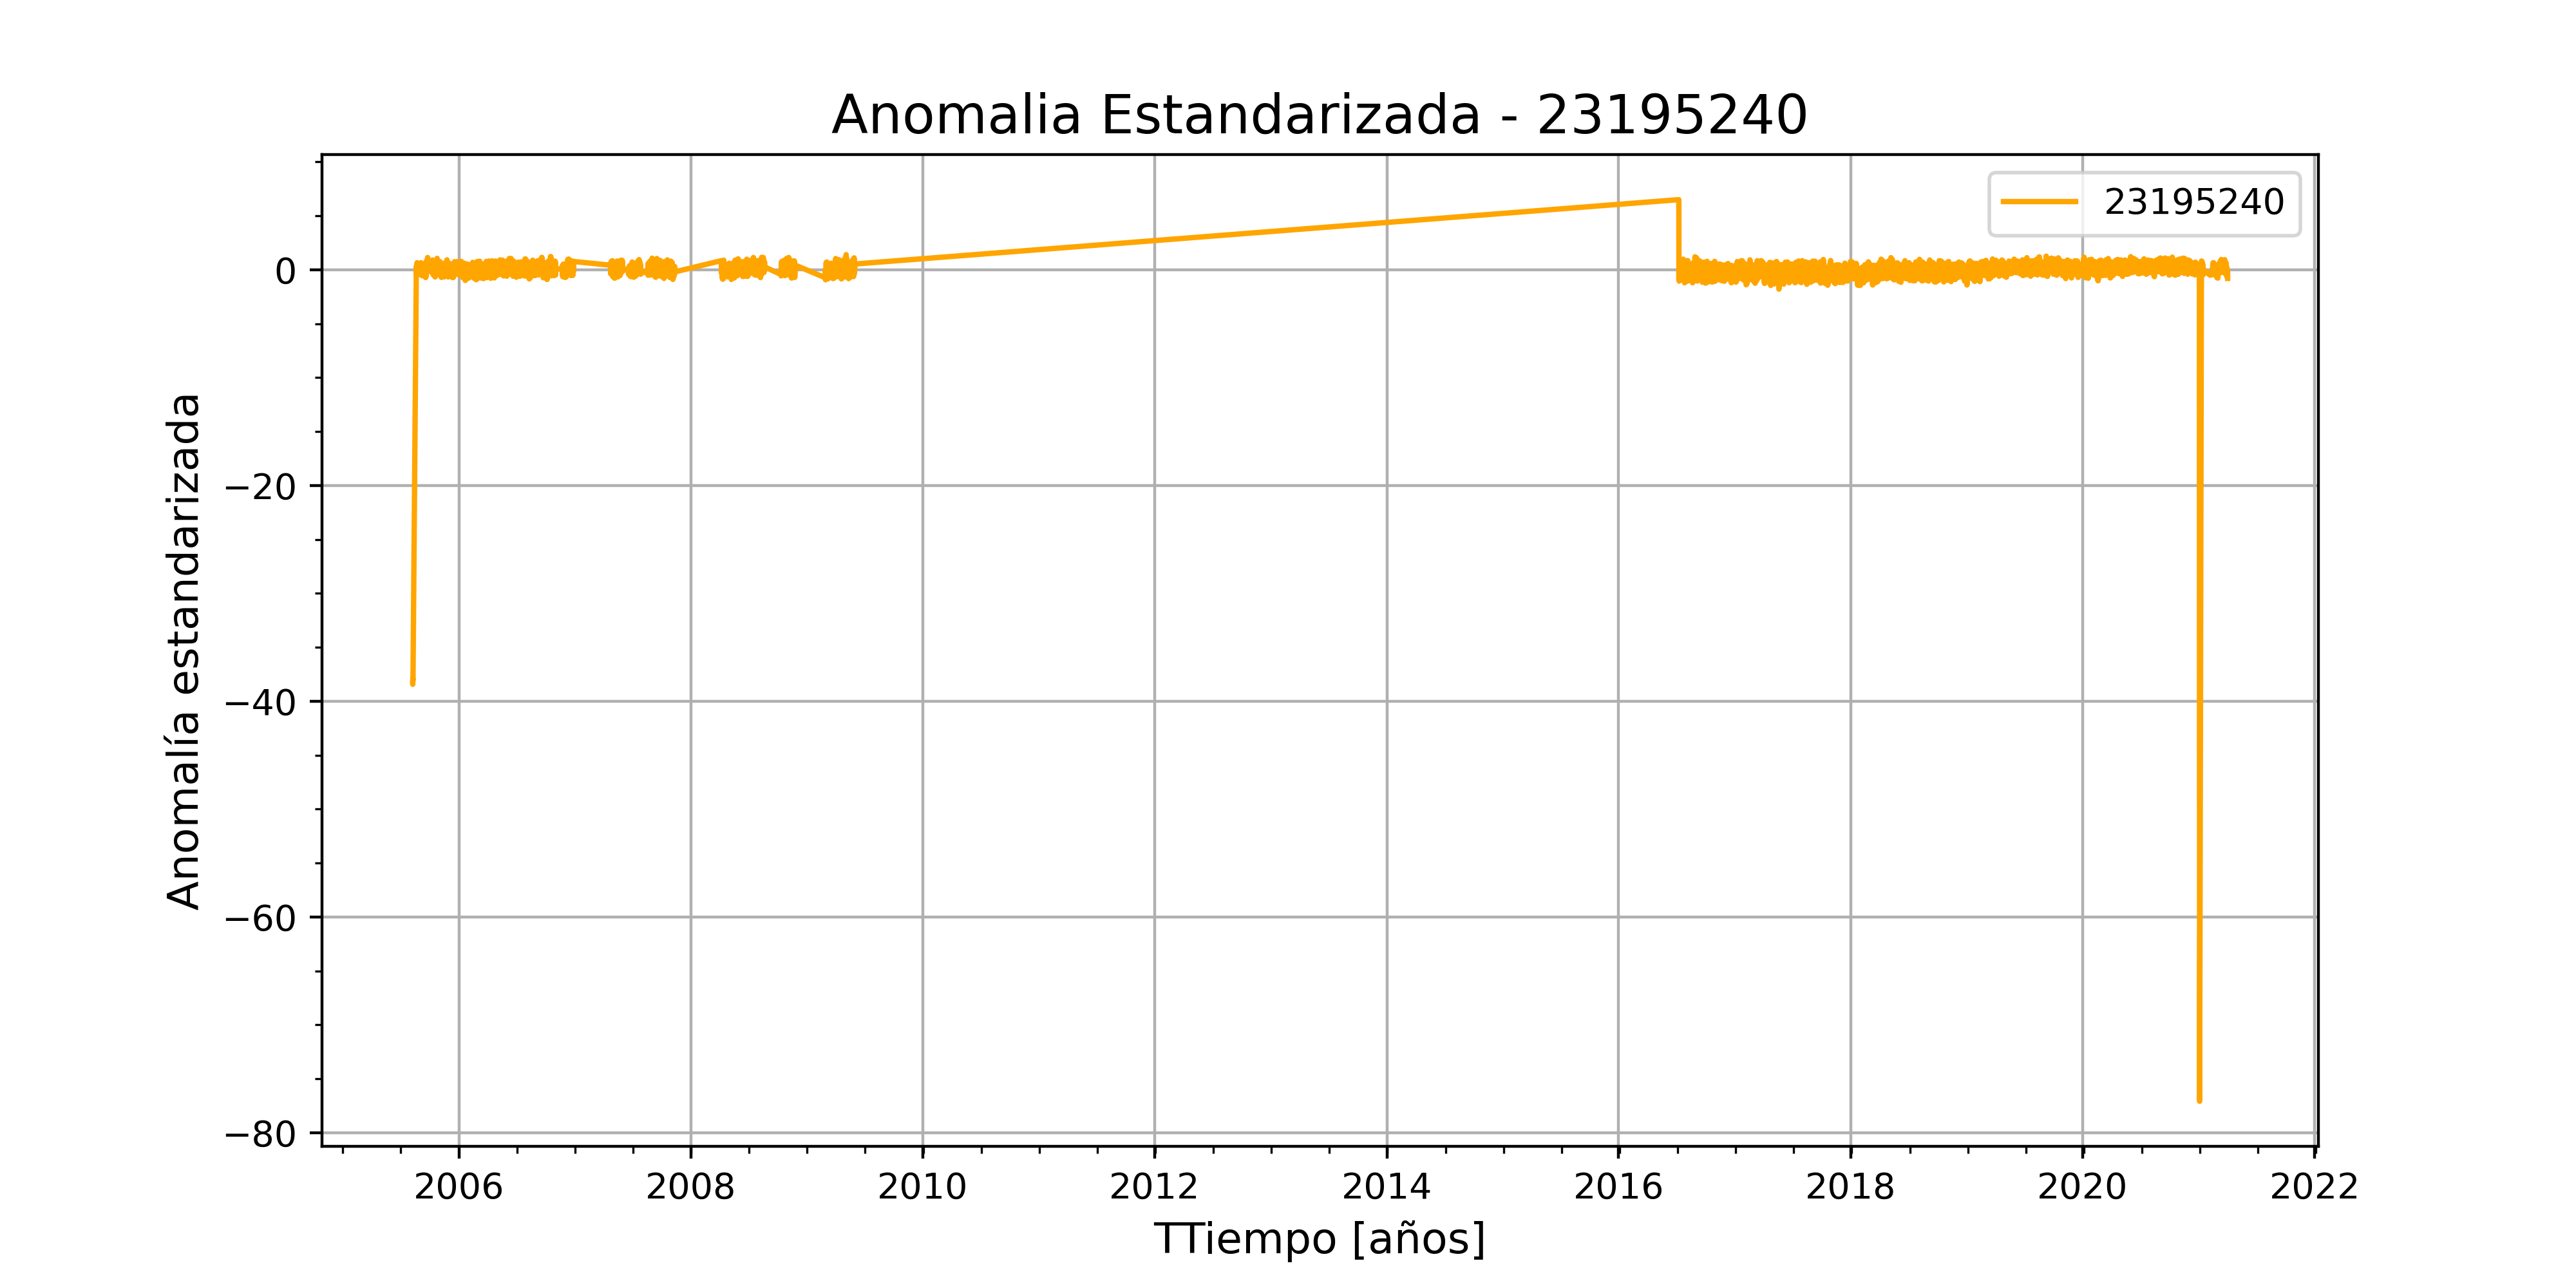 Anomalia Estandarizada - 23195240
23195240
Anomalía estandarizada
0
−20
−40
−60
−80
2006 2008 2010 2012 2014 2016 2018 2020 2022
TTiempo [años]